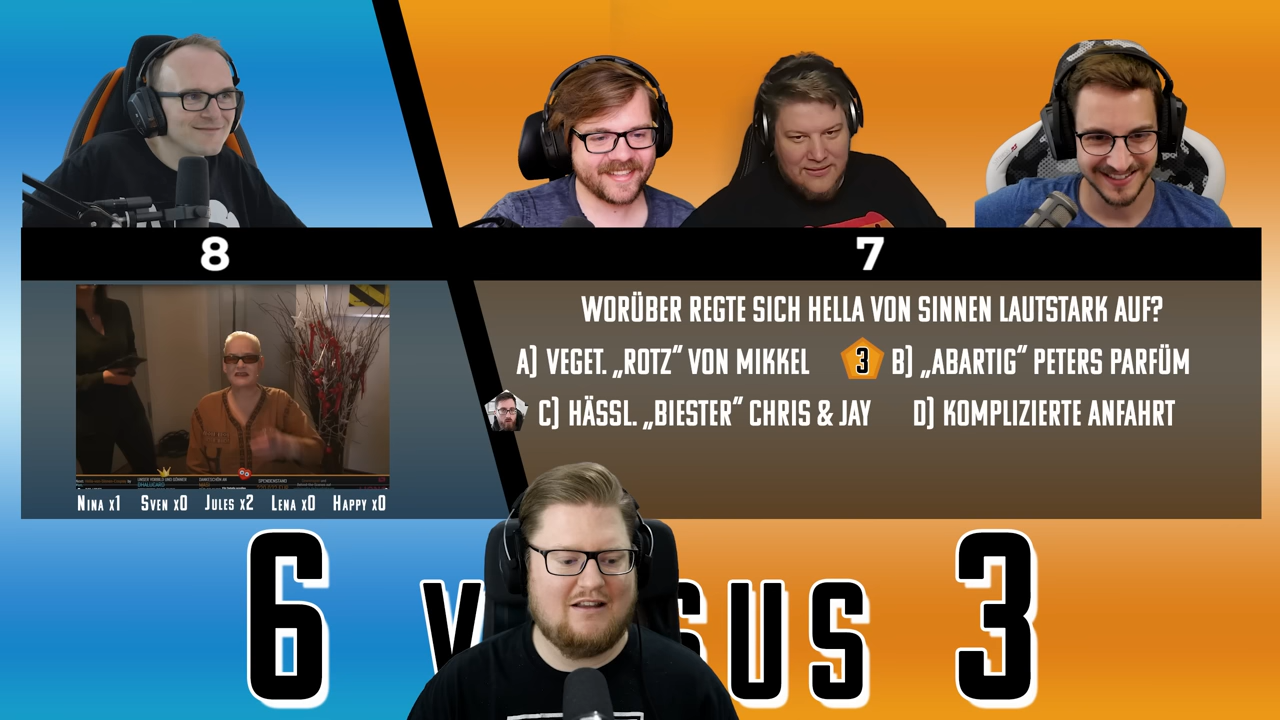 8
7
WORÜBER REGTE SICH HELLA VON SINNEN LAUTSTARK AUF?
A) VEGET. „ROTZ” VON MIKKEL
3
B) „ABARTIG” PETERS PARFÜM
C) HÄSSL. „BIESTER” CHRIS & JAY
D) KOMPLIZIERTE ANFAHRT
NINA X1 SVEN X0 JULES X2 LENA X0 HAPPY X0
6
3